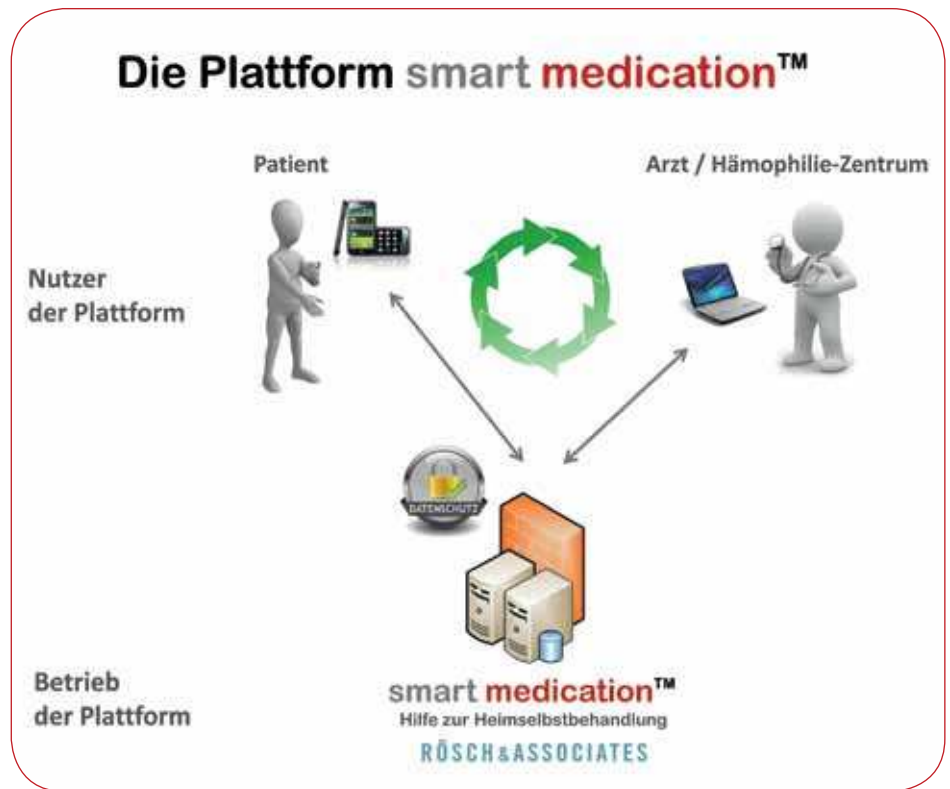 Die Plattform smart medication™
Patient
Arzt / Hämophilie-Zentrum
Nutzer
der Plattform
DATENSCHUTZ
Betrieb
der Plattform
smart medication™
Hilfe zur Heimselbstbehandlung
RÖSCH & ASSOCIATES